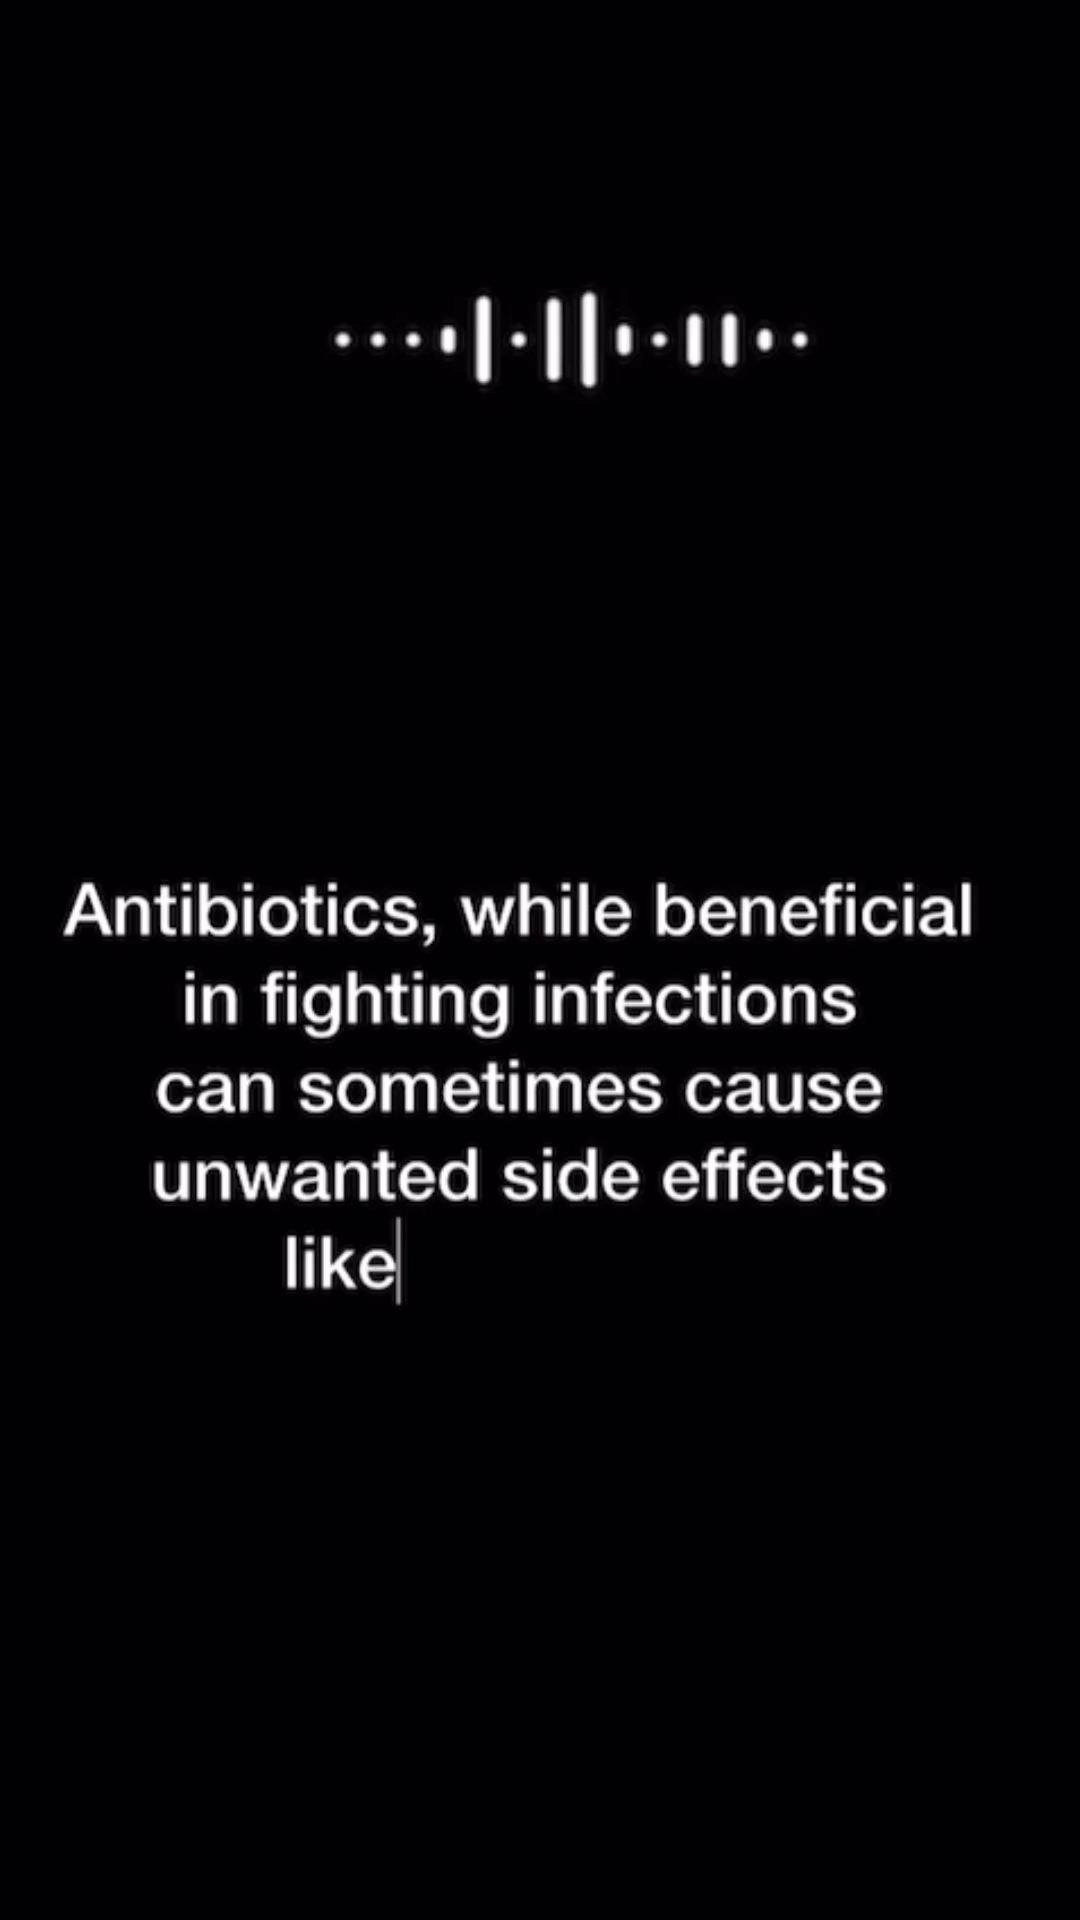 Antibiotics, while beneficial
in fighting infections
can sometimes cause
unwanted side effects
like